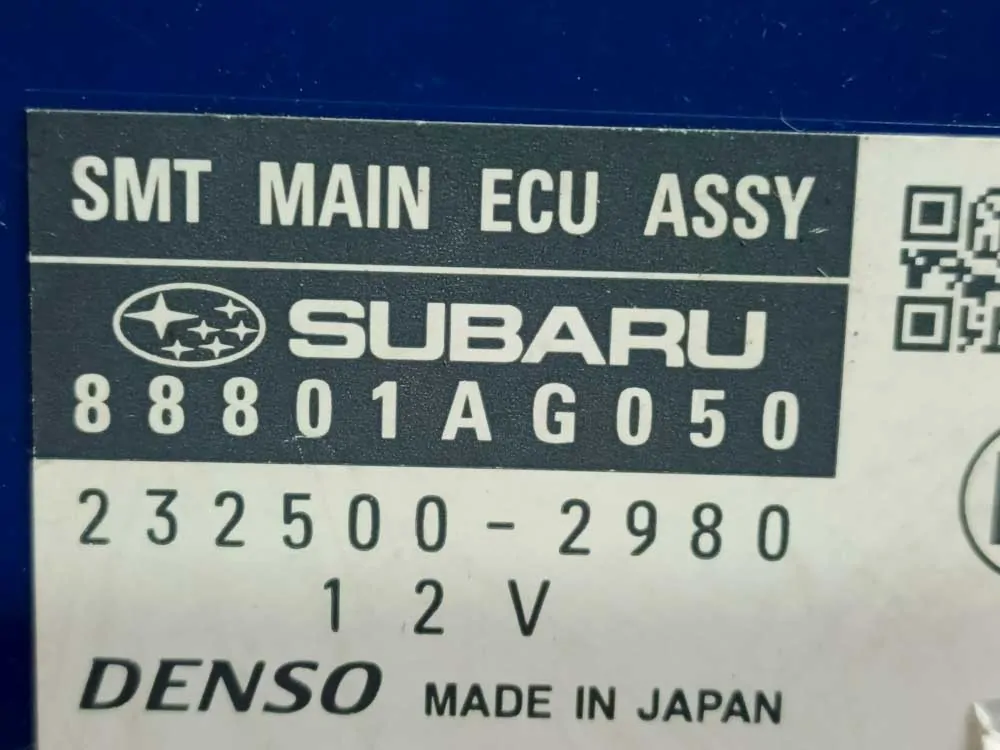 SMT MAIN ECU ASSY
SUBARU
88801AG050
232500-2980
12V
DENSO MADE IN JAPAN